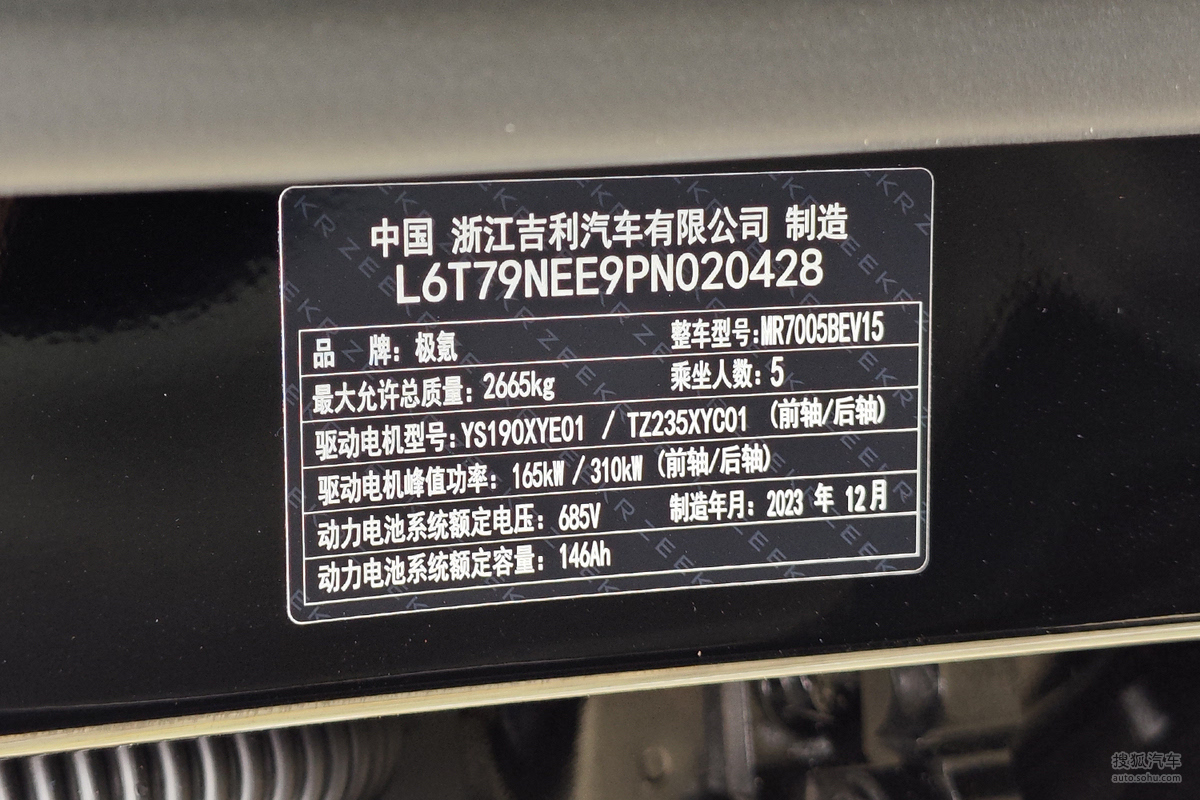 中国 浙江吉利汽车有限公司 制造
L6T79NEE9PN020428
品 牌：极氪 整车型号：MR7005BEV15
最大允许总质量：2665kg 乘坐人数：5
驱动电机型号：YS190XYE01 / TZ235XYC01 (前轴/后轴)
驱动电机峰值功率：165kW / 310kW (前轴/后轴)
动力电池系统额定电压：685V 制造年月：2023 年 12月
动力电池系统额定容量：146Ah
搜狐汽车
auto.sohu.com